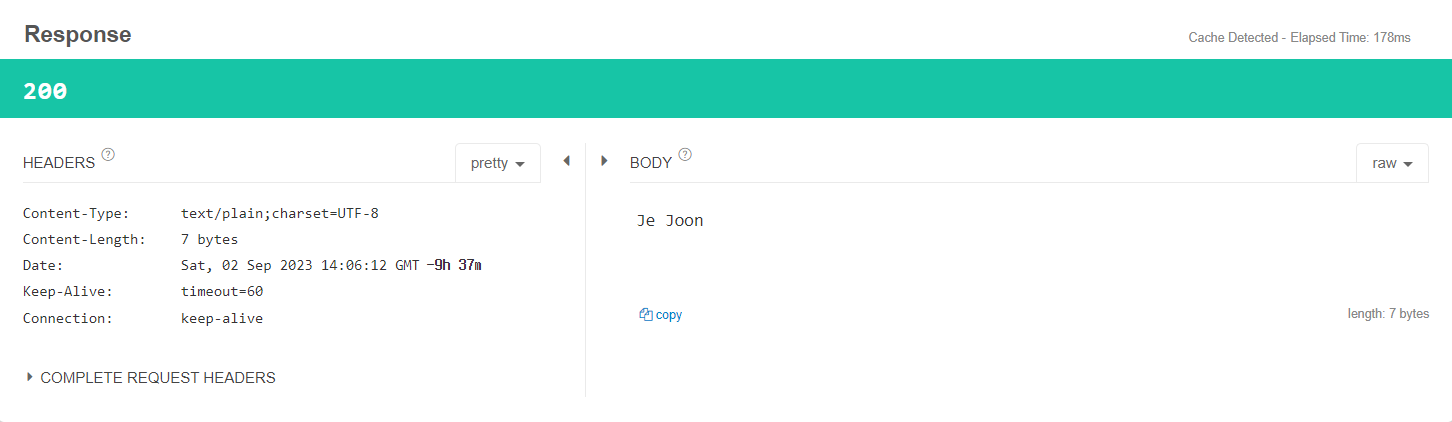 Response
Cache Detected - Elapsed Time: 178ms
200
HEADERS ?
pretty
Content-Type: text/plain;charset=UTF-8
Content-Length: 7 bytes
Date: Sat, 02 Sep 2023 14:06:12 GMT -9h 37m
Keep-Alive: timeout=60
Connection: keep-alive
COMPLETE REQUEST HEADERS
BODY ?
raw
Je Joon
copy
length: 7 bytes